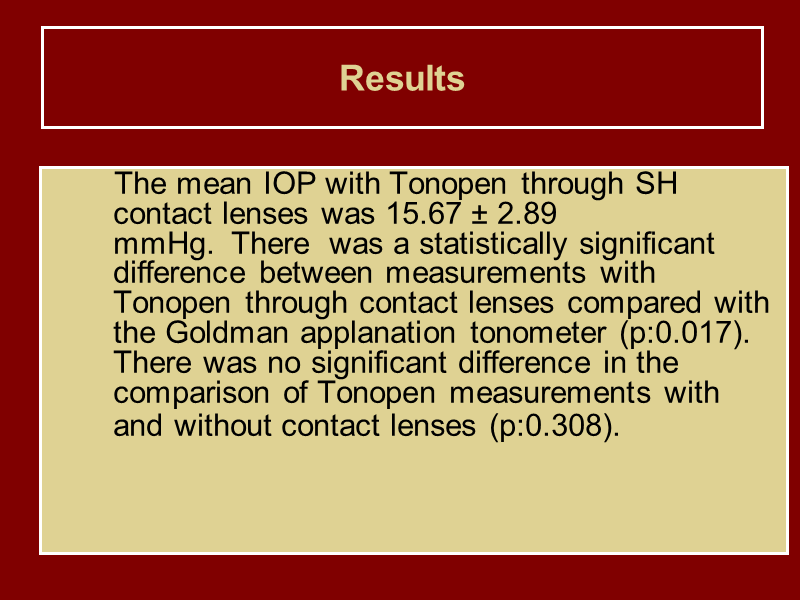 Results
The mean IOP with Tonopen through SH
contact lenses was 15.67 ± 2.89
mmHg. There was a statistically significant
difference between measurements with
Tonopen through contact lenses compared with
the Goldman applanation tonometer (p:0.017).
There was no significant difference in the
comparison of Tonopen measurements with
and without contact lenses (p:0.308).